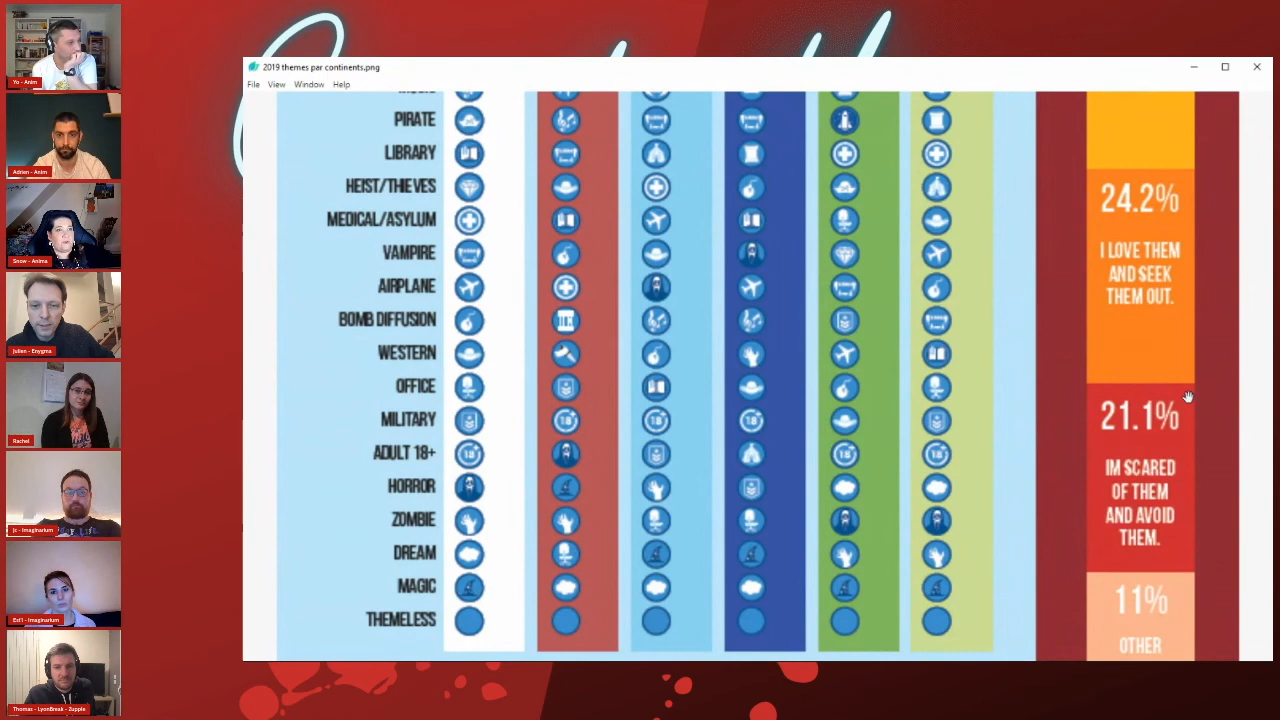 2019 themes par continents.png
File View Window Help
PIRATE
LIBRARY
HEIST/THIEVES
MEDICAL/ASYLUM
VAMPIRE
AIRPLANE
BOMB DIFFUSION
WESTERN
OFFICE
MILITARY
ADULT 18+
HORROR
ZOMBIE
DREAM
MAGIC
THEMELESS
24.2%
I LOVE THEM
AND SEEK
THEM OUT.
21.1%
IM SCARED
OF THEM
AND AVOID
THEM.
11%
OTHER
Yo - Anim
Adrien - Anim
Snow - Anima
Julien - Enygma
Rachel
Jc - Imaginarium
Est'l - Imaginarium
Thomas - LyonBreak - Zupple